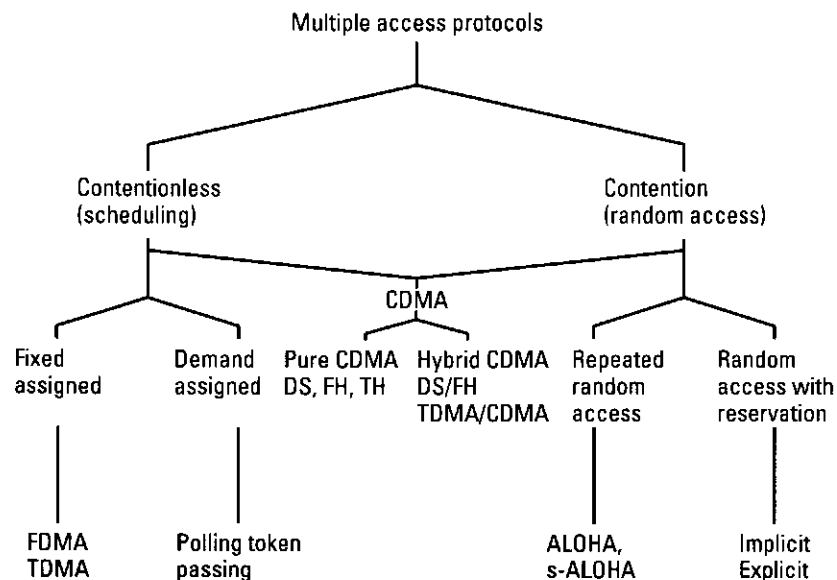 Multiple access protocols
Contentionless
(scheduling)
Contention
(random access)
CDMA
Fixed
assigned
Demand
assigned
Pure CDMA
DS, FH, TH
Hybrid CDMA
DS/FH
TDMA/CDMA
Repeated
random
access
Random
access with
reservation
FDMA
TDMA
Polling token
passing
ALOHA,
s-ALOHA
Implicit
Explicit